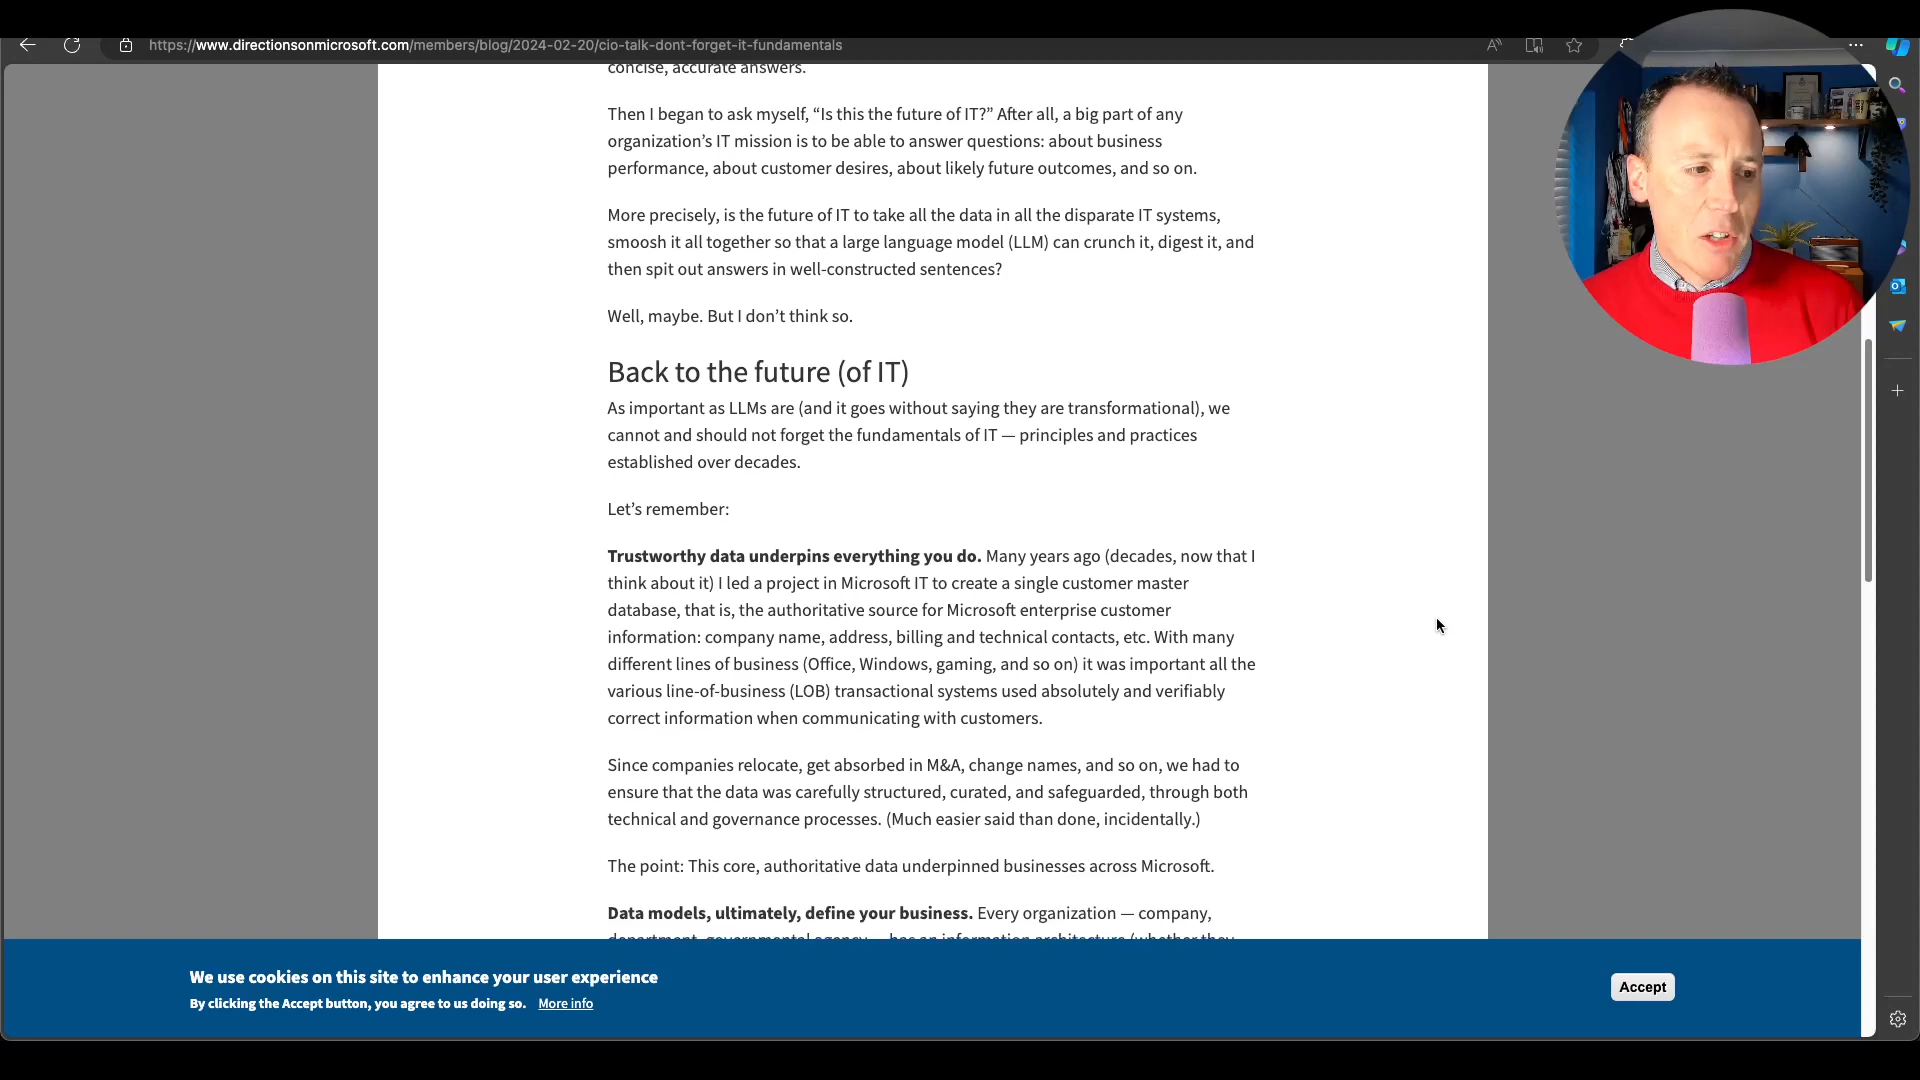 https://www.directionsonmicrosoft.com/members/blog/2024-02-20/cio-talk-dont-forget-it-fundamentals
concise, accurate answers.
Then I began to ask myself, “Is this the future of IT?” After all, a big part of any
organization’s IT mission is to be able to answer questions: about business
performance, about customer desires, about likely future outcomes, and so on.
More precisely, is the future of IT to take all the data in all the disparate IT systems,
smoosh it all together so that a large language model (LLM) can crunch it, digest it, and
then spit out answers in well-constructed sentences?
Well, maybe. But I don’t think so.
Back to the future (of IT)
As important as LLMs are (and it goes without saying they are transformational), we
cannot and should not forget the fundamentals of IT — principles and practices
established over decades.
Let’s remember:
Trustworthy data underpins everything you do. Many years ago (decades, now that I
think about it) I led a project in Microsoft IT to create a single customer master
database, that is, the authoritative source for Microsoft enterprise customer
information: company name, address, billing and technical contacts, etc. With many
different lines of business (Office, Windows, gaming, and so on) it was important all the
various line-of-business (LOB) transactional systems used absolutely and verifiably
correct information when communicating with customers.
Since companies relocate, get absorbed in M&A, change names, and so on, we had to
ensure that the data was carefully structured, curated, and safeguarded, through both
technical and governance processes. (Much easier said than done, incidentally.)
The point: This core, authoritative data underpinned businesses across Microsoft.
Data models, ultimately, define your business. Every organization — company,
department, governmental agency — has an information architecture (whether they
We use cookies on this site to enhance your user experience
By clicking the Accept button, you agree to us doing so. More info
Accept